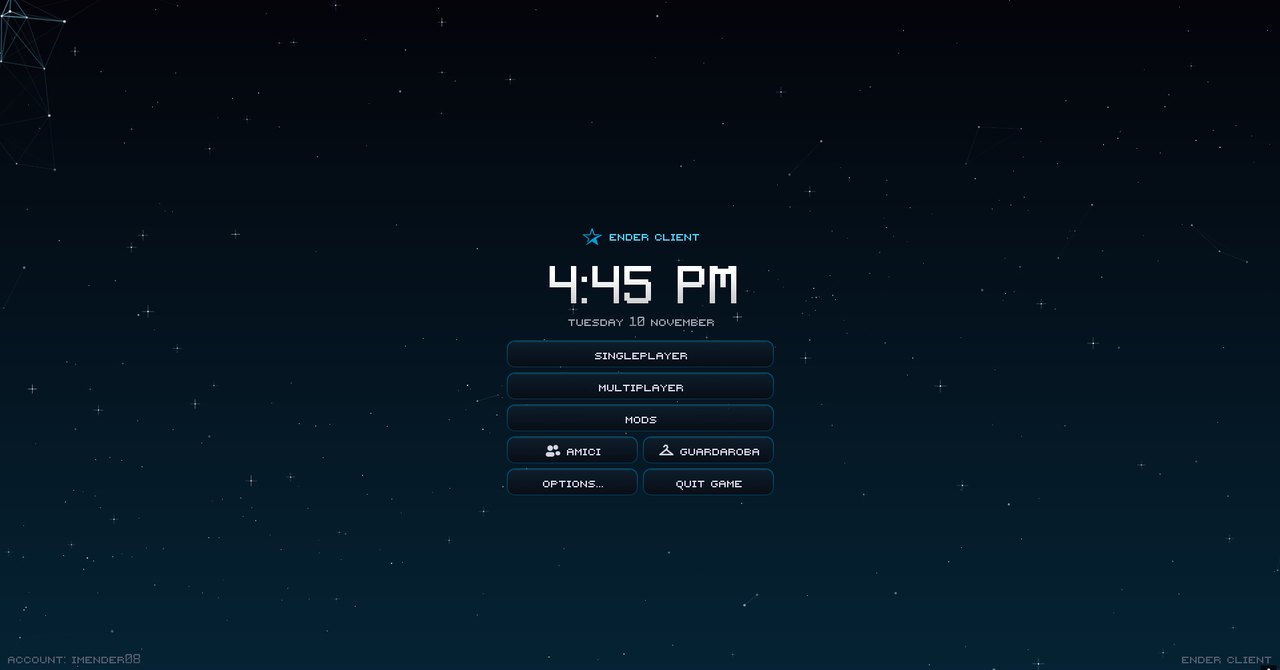 ENDER CLIENT
4:45 PM
TUESDAY 10 NOVEMBER
SINGLEPLAYER
MULTIPLAYER
MODS
AMICI GUARDAROBA
OPTIONS... QUIT GAME
ACCOUNT: IMENDER08 ENDER CLIENT